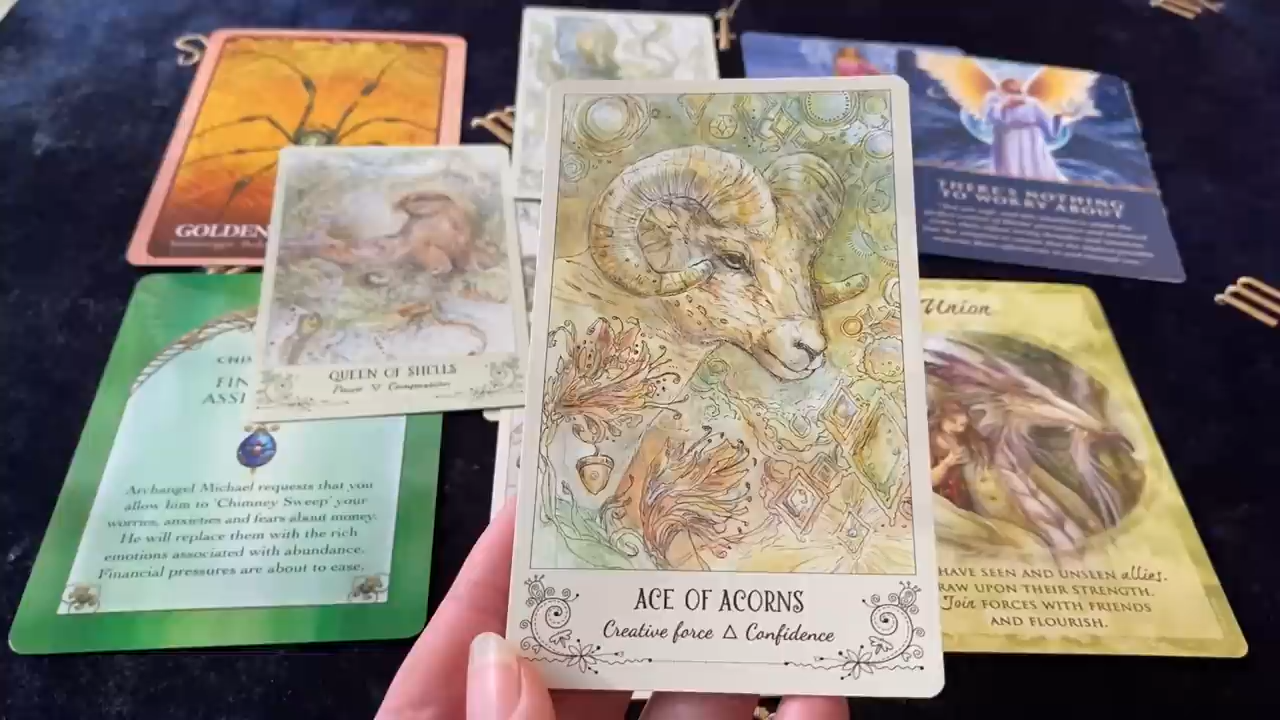 GOLDEN
THERE'S NOTHING
TO WORRY ABOUT
QUEEN OF SHELLS
Power ▽ Compassion
FIN
ASSI
Archangel Michael requests that you
allow him to 'Chimney Sweep' your
worries, anxieties and fears about money.
He will replace them with the rich
emotions associated with abundance.
Financial pressures are about to ease.
ACE OF ACORNS
Creative force △ Confidence
Union
HAVE SEEN AND UNSEEN allies.
RAW UPON THEIR STRENGTH.
Join FORCES WITH FRIENDS
AND FLOURISH.